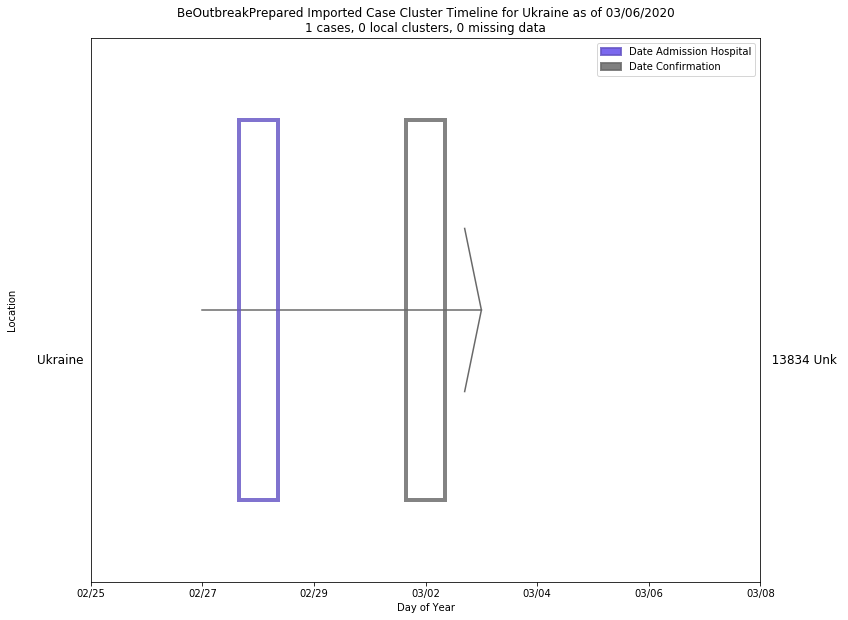 BeOutbreakPrepared Imported Case Cluster Timeline for Ukraine as of 03/06/2020
1 cases, 0 local clusters, 0 missing data
Date Admission Hospital
Date Confirmation
Location
Ukraine
13834 Unk
02/25
02/27
02/29
03/02
03/04
03/06
03/08
Day of Year